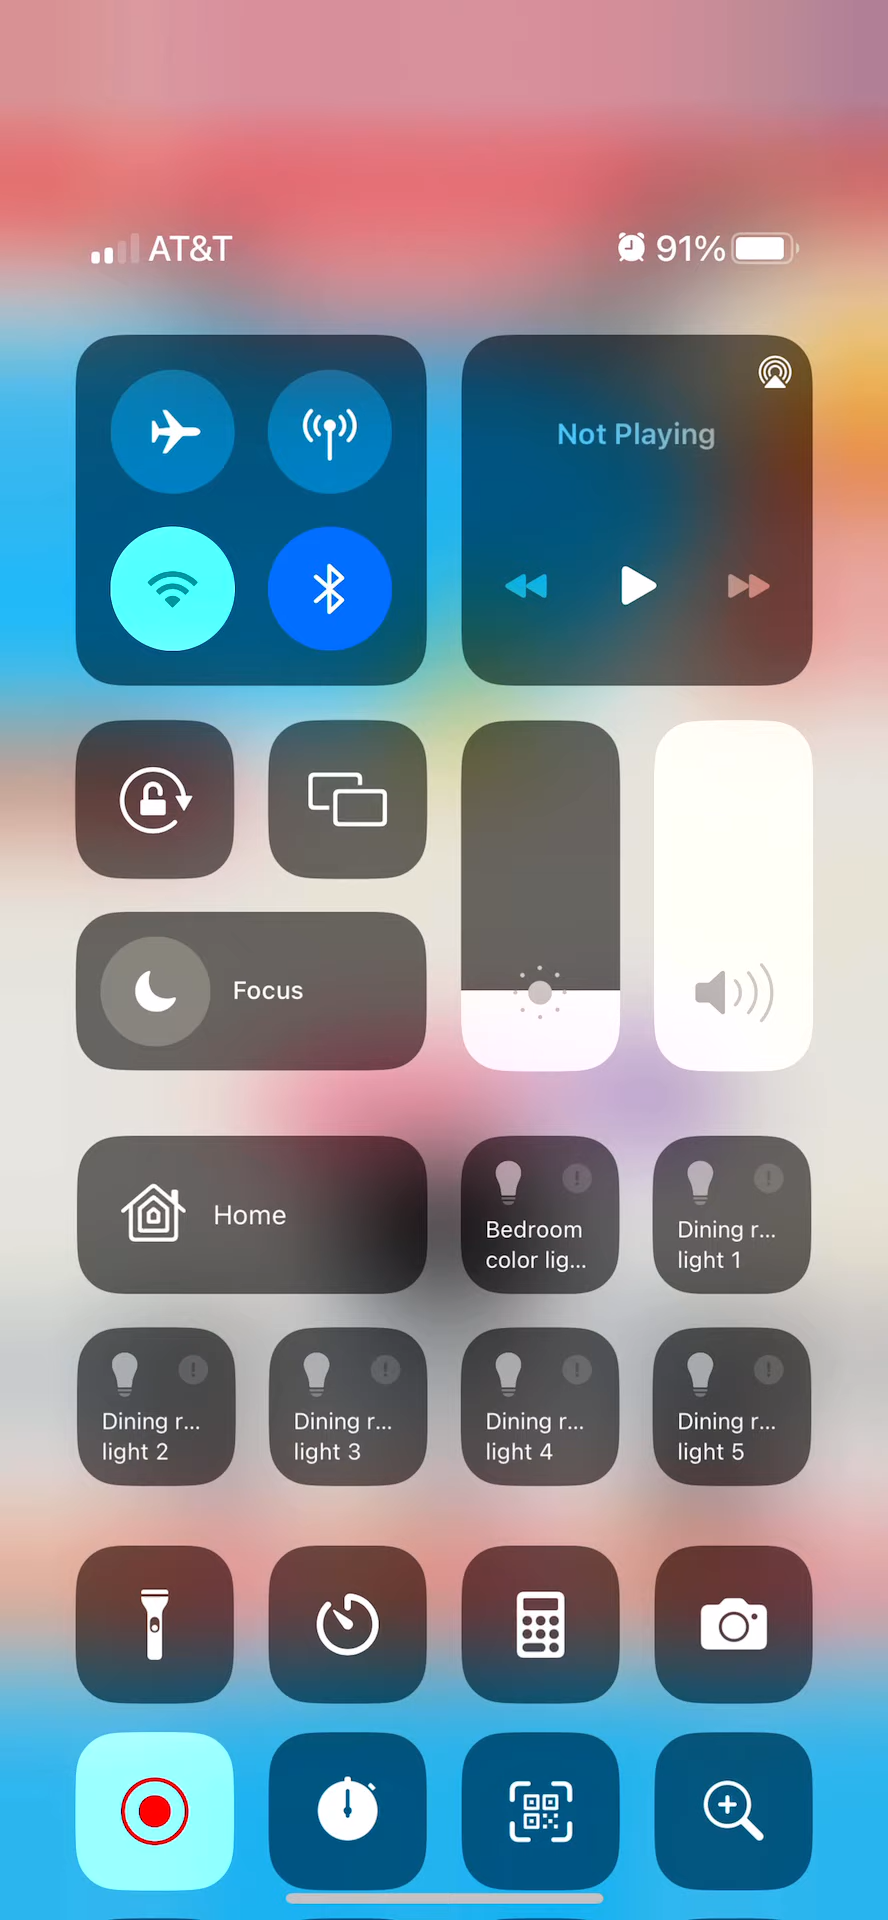 AT&T 91%
Not Playing
Focus
Home
Bedroom
color lig...
Dining r...
light 1
Dining r...
light 2
Dining r...
light 3
Dining r...
light 4
Dining r...
light 5